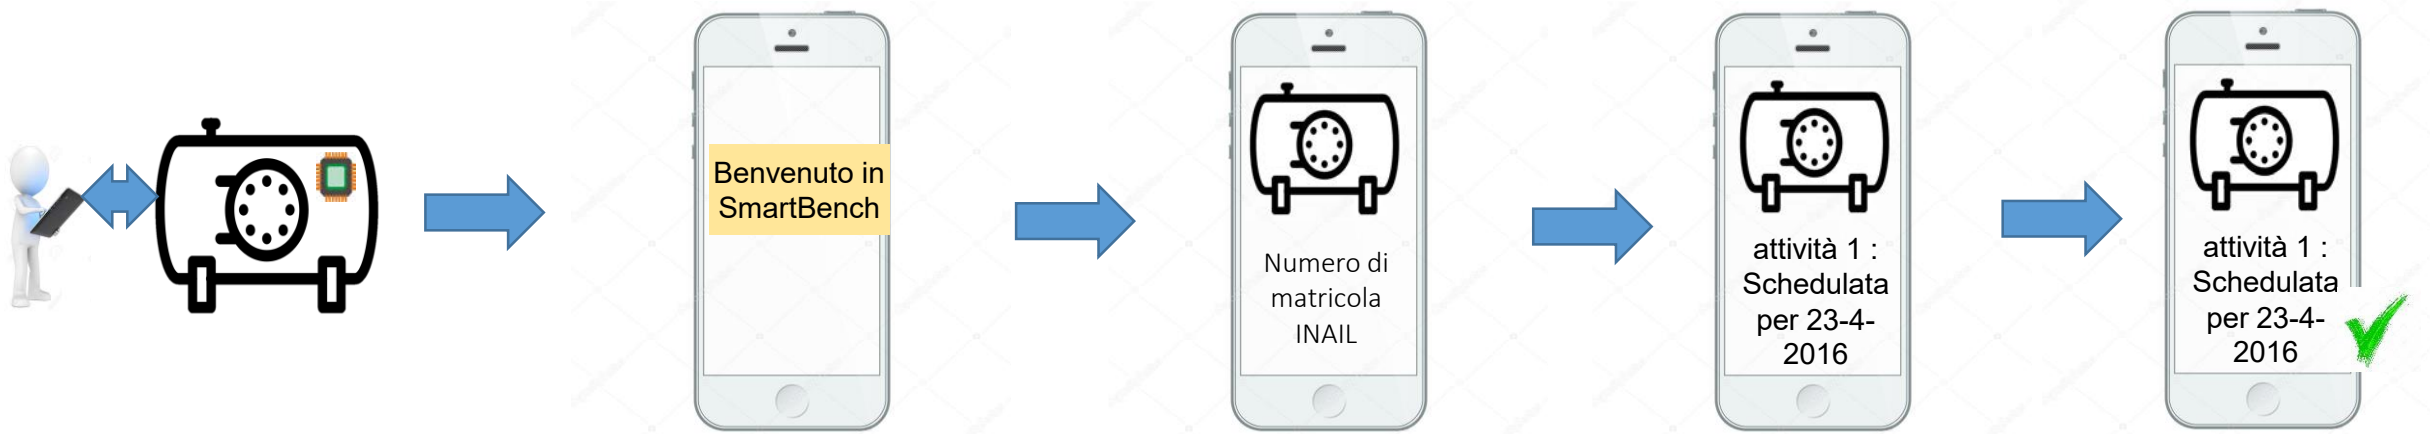 Benvenuto in
SmartBench
Numero di
matricola
INAIL
attività 1 :
Schedulata
per 23-4-
2016
attività 1 :
Schedulata
per 23-4-
2016